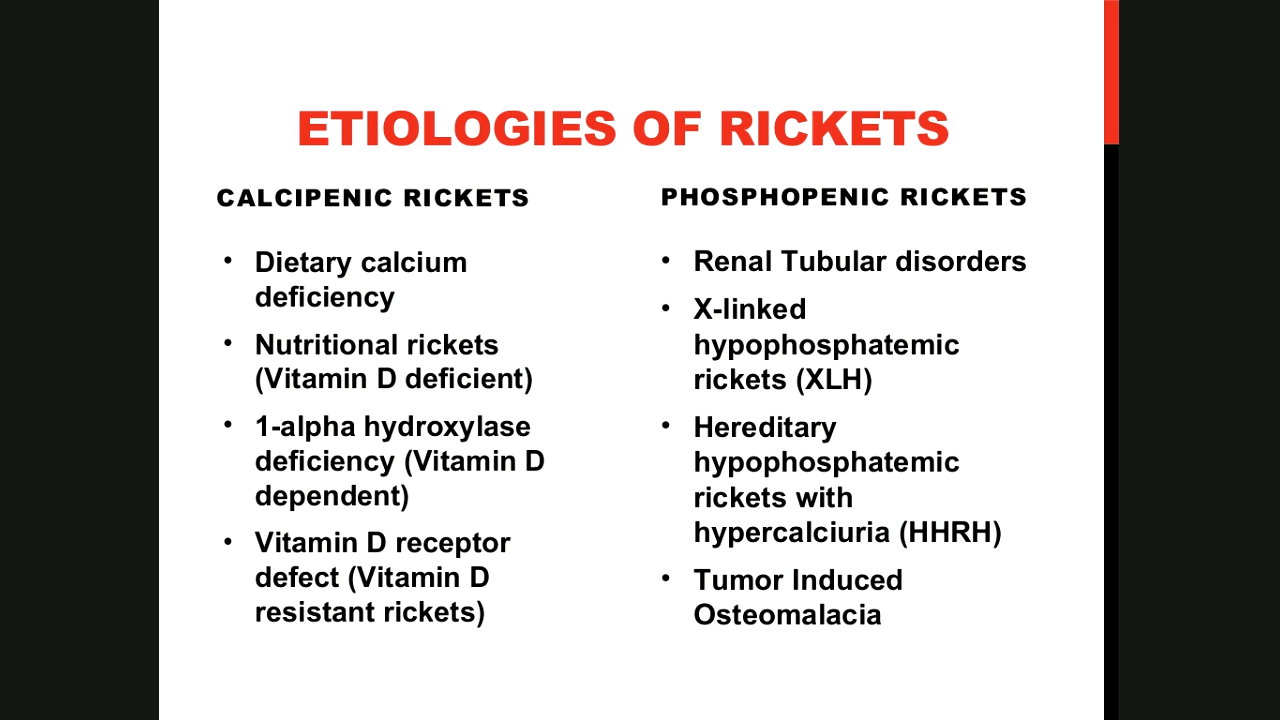 ETIOLOGIES OF RICKETS
CALCIPENIC RICKETS
• Dietary calcium
deficiency
• Nutritional rickets
(Vitamin D deficient)
• 1-alpha hydroxylase
deficiency (Vitamin D
dependent)
• Vitamin D receptor
defect (Vitamin D
resistant rickets)
PHOSPHOPENIC RICKETS
• Renal Tubular disorders
• X-linked
hypophosphatemic
rickets (XLH)
• Hereditary
hypophosphatemic
rickets with
hypercalciuria (HHRH)
• Tumor Induced
Osteomalacia